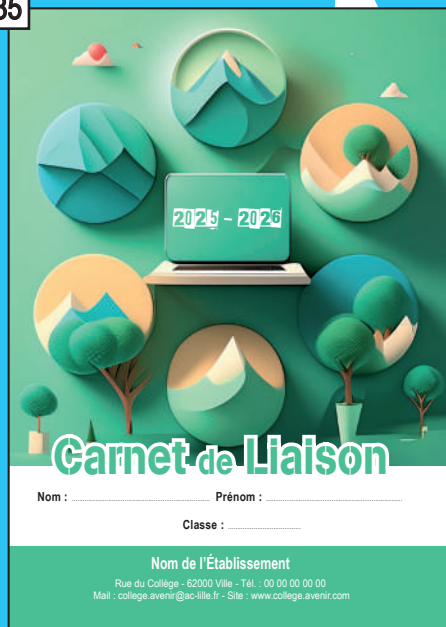 35
2025 - 2026
Carnet de Liaison
Nom : Prénom :
Classe :
Nom de l'Établissement
Rue du Collège - 62000 Ville - Tél. : 00 00 00 00 00
Mail : college.avenir@ac-lille.fr - Site : www.college.avenir.com